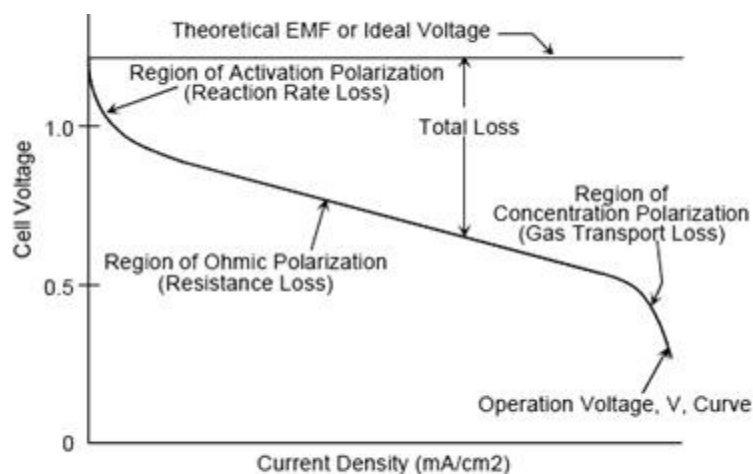 Theoretical EMF or Ideal Voltage
Region of Activation Polarization
(Reaction Rate Loss)
Total Loss
1.0
Cell Voltage
Region of
Concentration Polarization
(Gas Transport Loss)
Region of Ohmic Polarization
(Resistance Loss)
0.5
Operation Voltage, V, Curve
0
Current Density (mA/cm2)